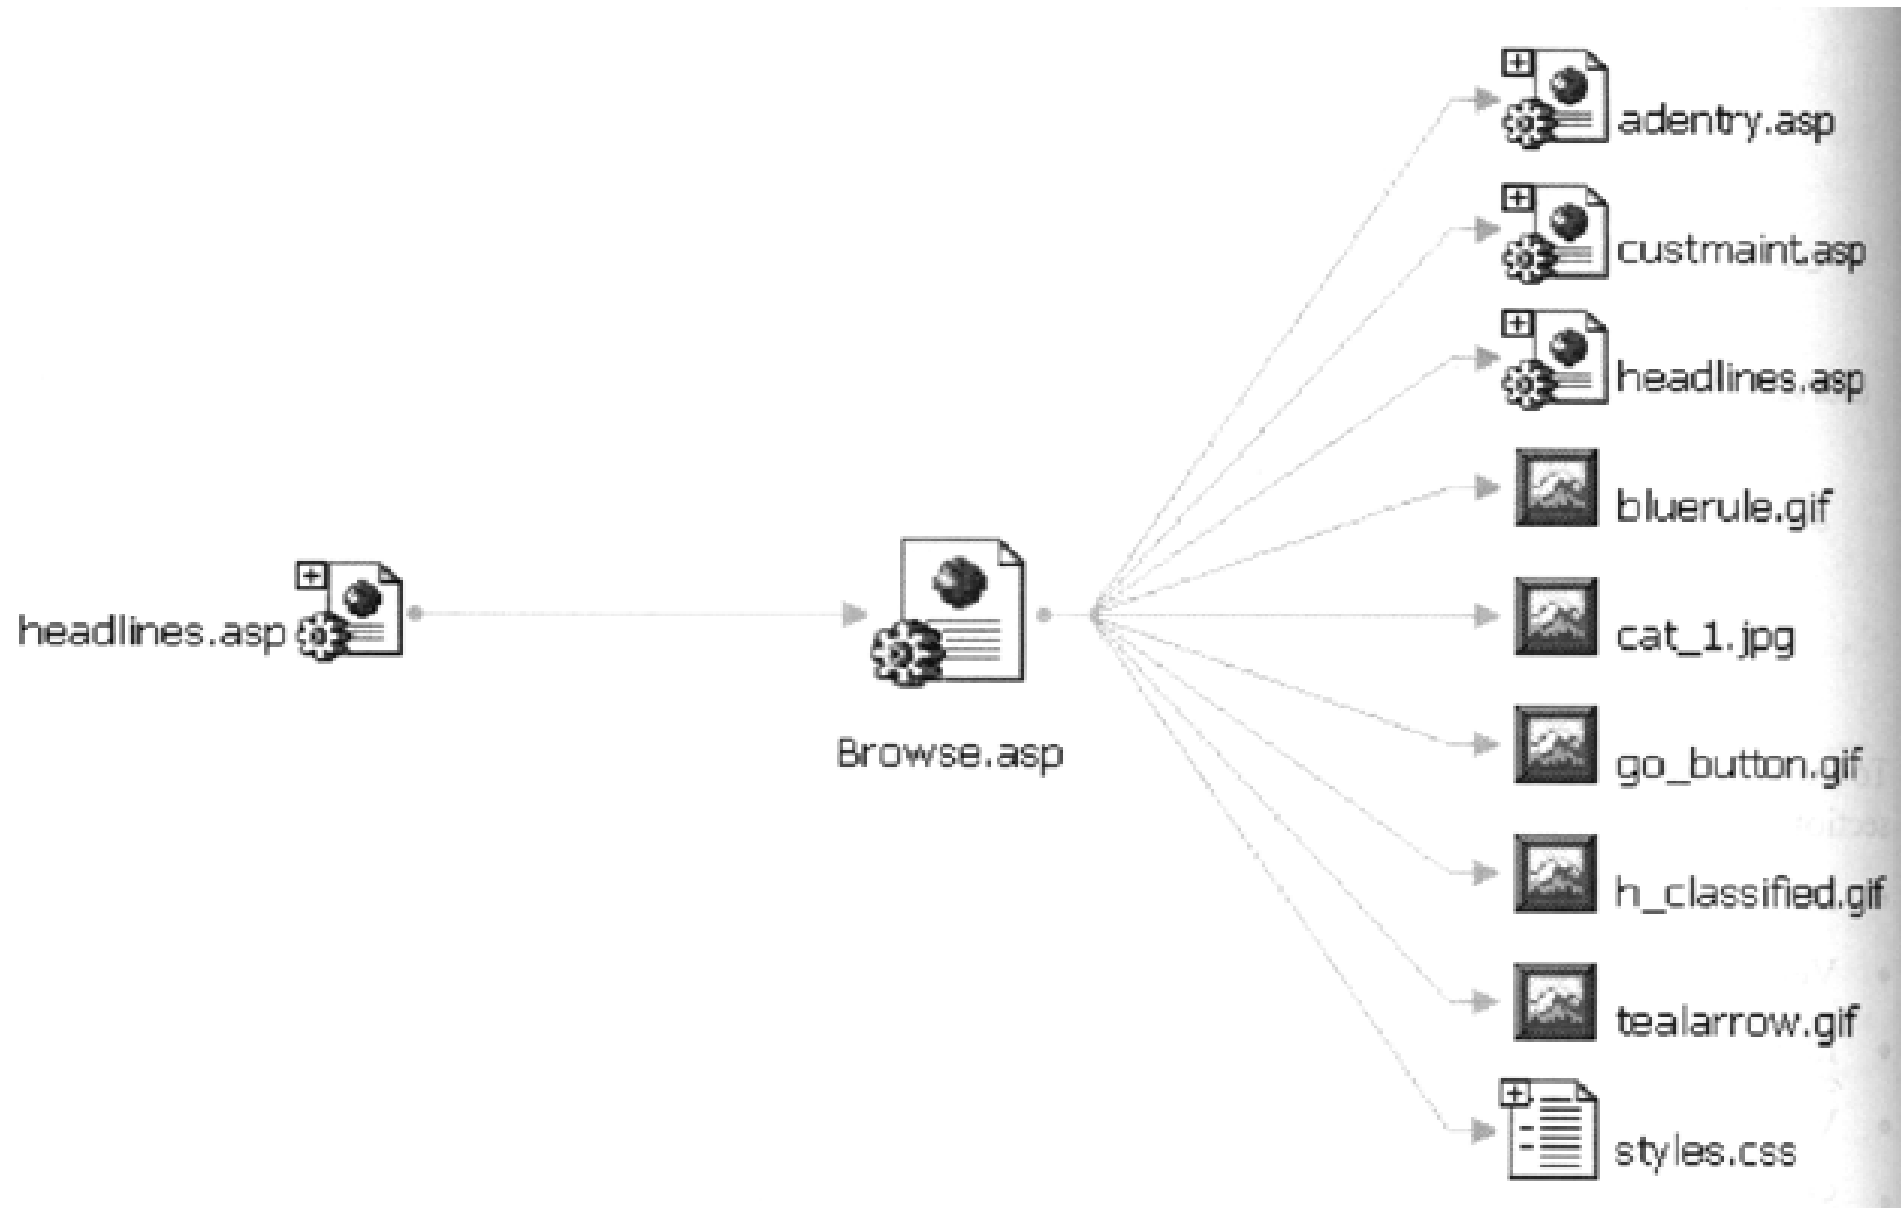 adentry.asp
custmaint.asp
headlines.asp
bluerule.gif
headlines.asp
cat_1.jpg
Browse.asp
go_button.gif
h_classified.gif
tealarrow.gif
styles.css